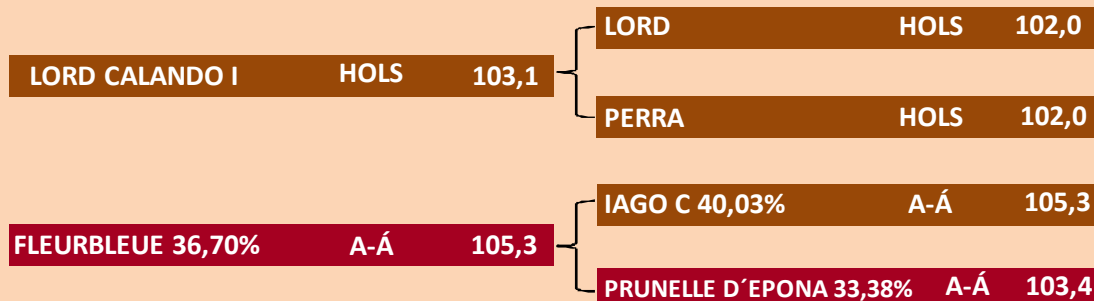 LORD HOLS 102,0
LORD CALANDO I HOLS 103,1
PERRA HOLS 102,0
IAGO C 40,03% A-Á 105,3
FLEURBLEUE 36,70% A-Á 105,3
PRUNELLE D´EPONA 33,38% A-Á 103,4